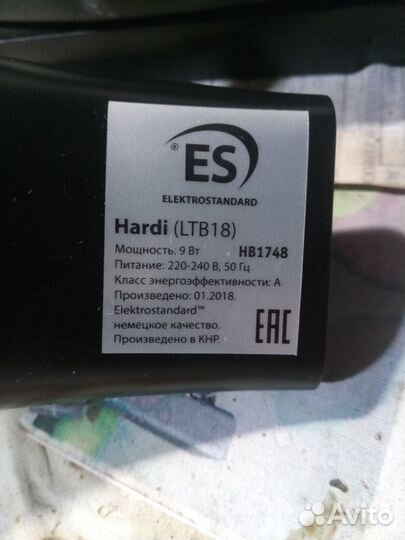 ® ES
ELEKTROSTANDARD
Hardi (LTB18)
Мощность: 9 Вт HB1748
Питание: 220-240 В, 50 Гц
Класс энергоэффективности: А
Произведено: 01.2018.
Elektrostandard™
немецкое качество.
Произведено в КНР.
EAC
Avito